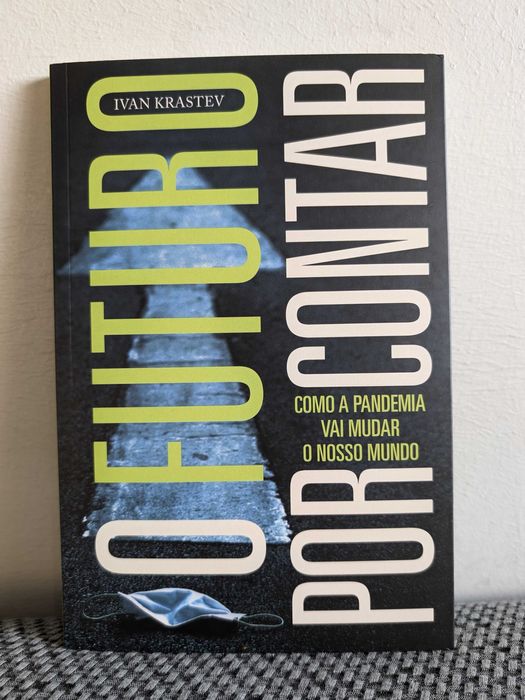 IVAN KRASTEV
O FUTURO
POR CONTAR
COMO A PANDEMIA
VAI MUDAR
O NOSSO MUNDO